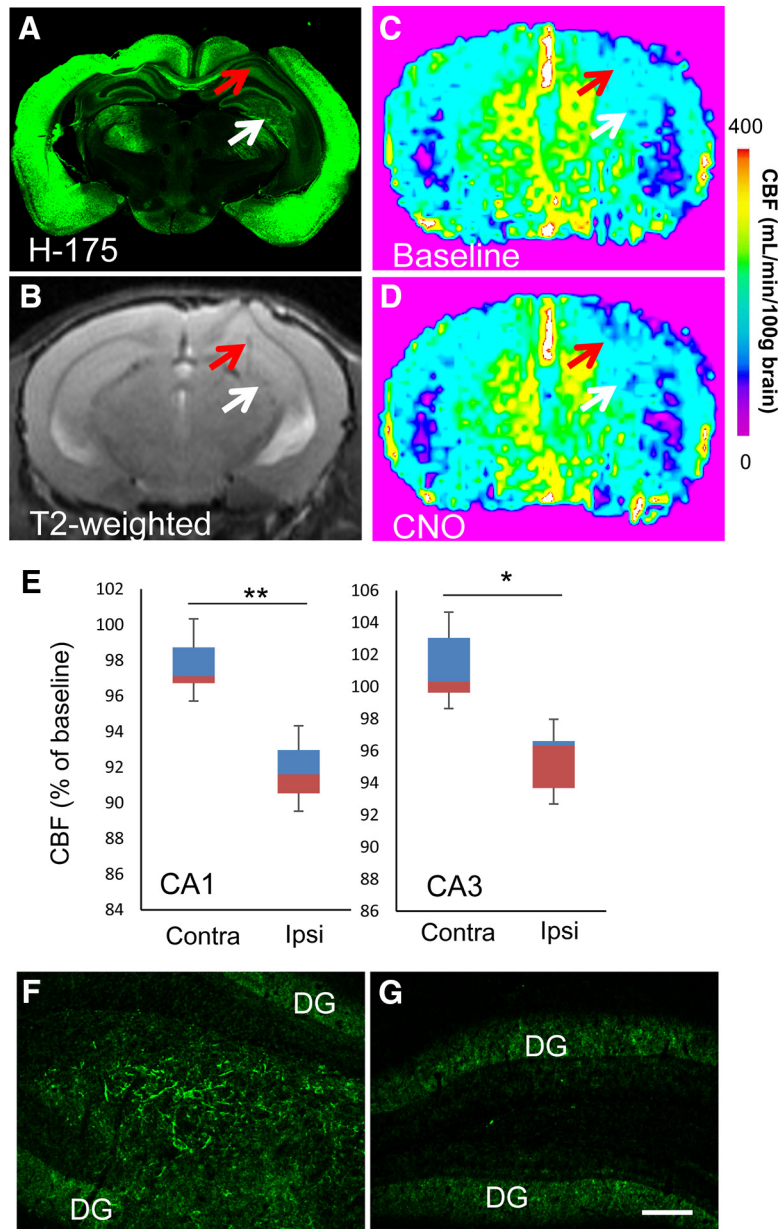 A
H-175
B
T2-weighted
C
Baseline
D
CNO
400
CBF (mL/min/100g brain)
0
E
CBF (% of baseline)
102
100
98
96
94
92
90
88
86
84
**
CA1
Contra Ipsi
106
104
102
100
98
96
94
92
90
88
86
*
CA3
Contra Ipsi
F
DG
DG
G
DG
DG